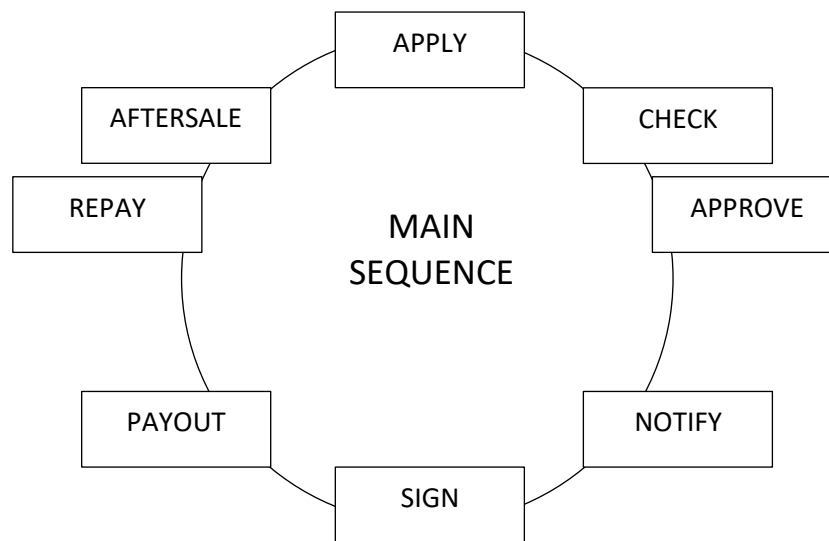 APPLY
AFTERSALE
CHECK
REPAY
APPROVE
MAIN
SEQUENCE
PAYOUT
NOTIFY
SIGN